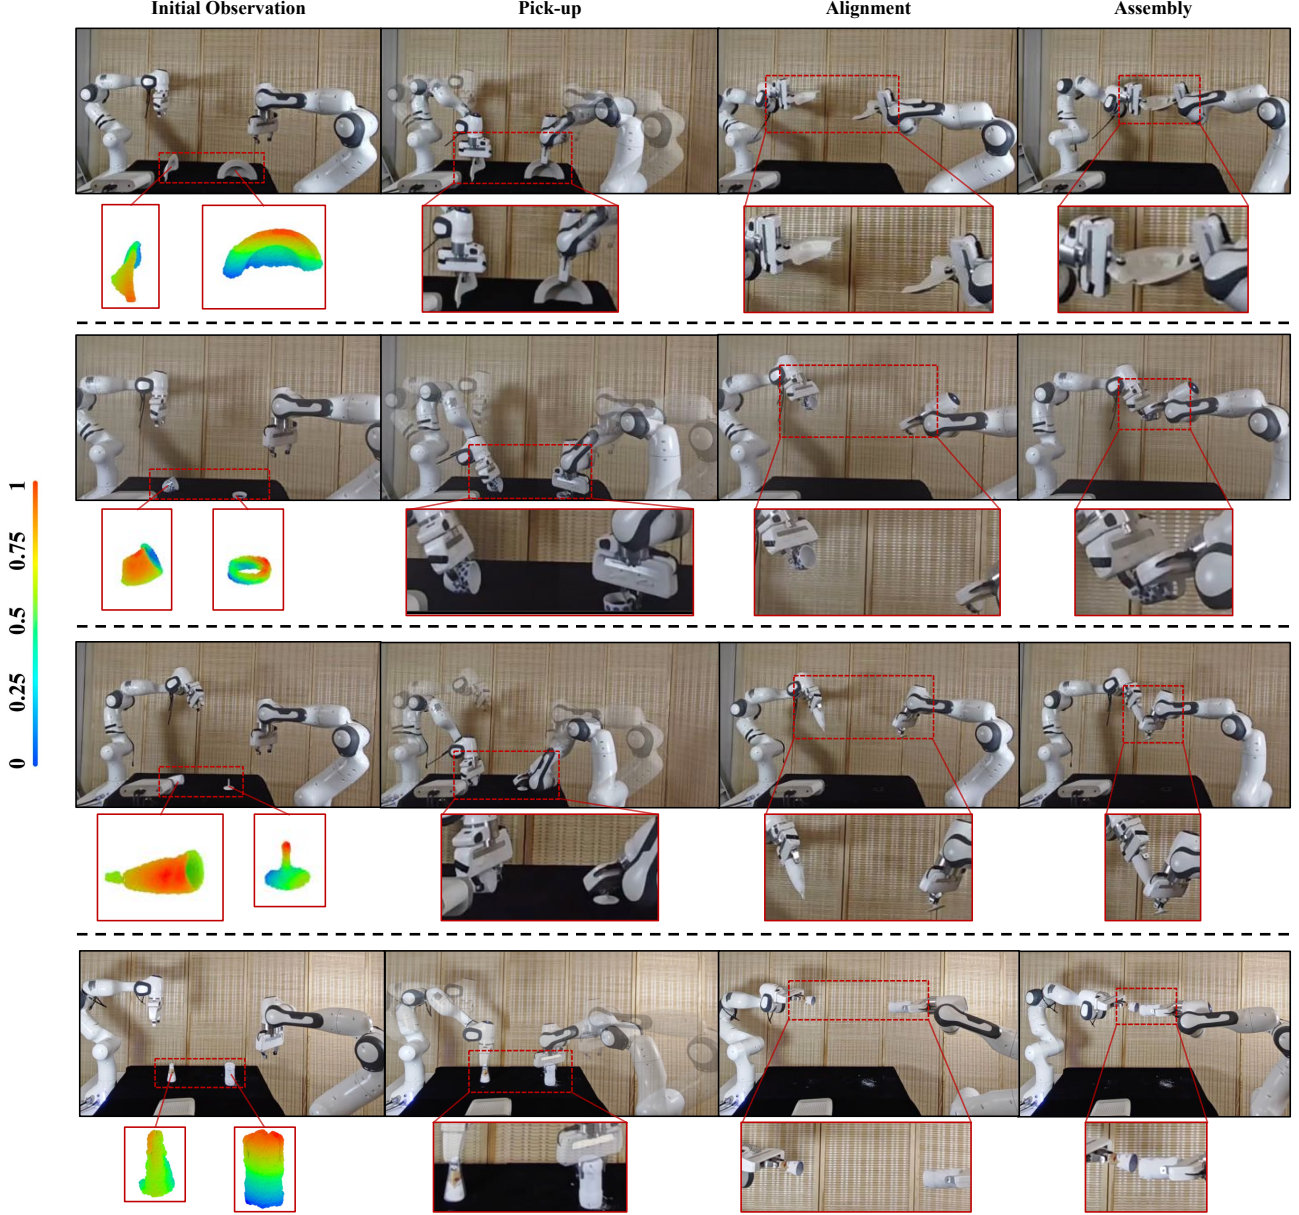 Initial Observation
Pick-up
Alignment
Assembly
1
0.75
0.5
0.25
0